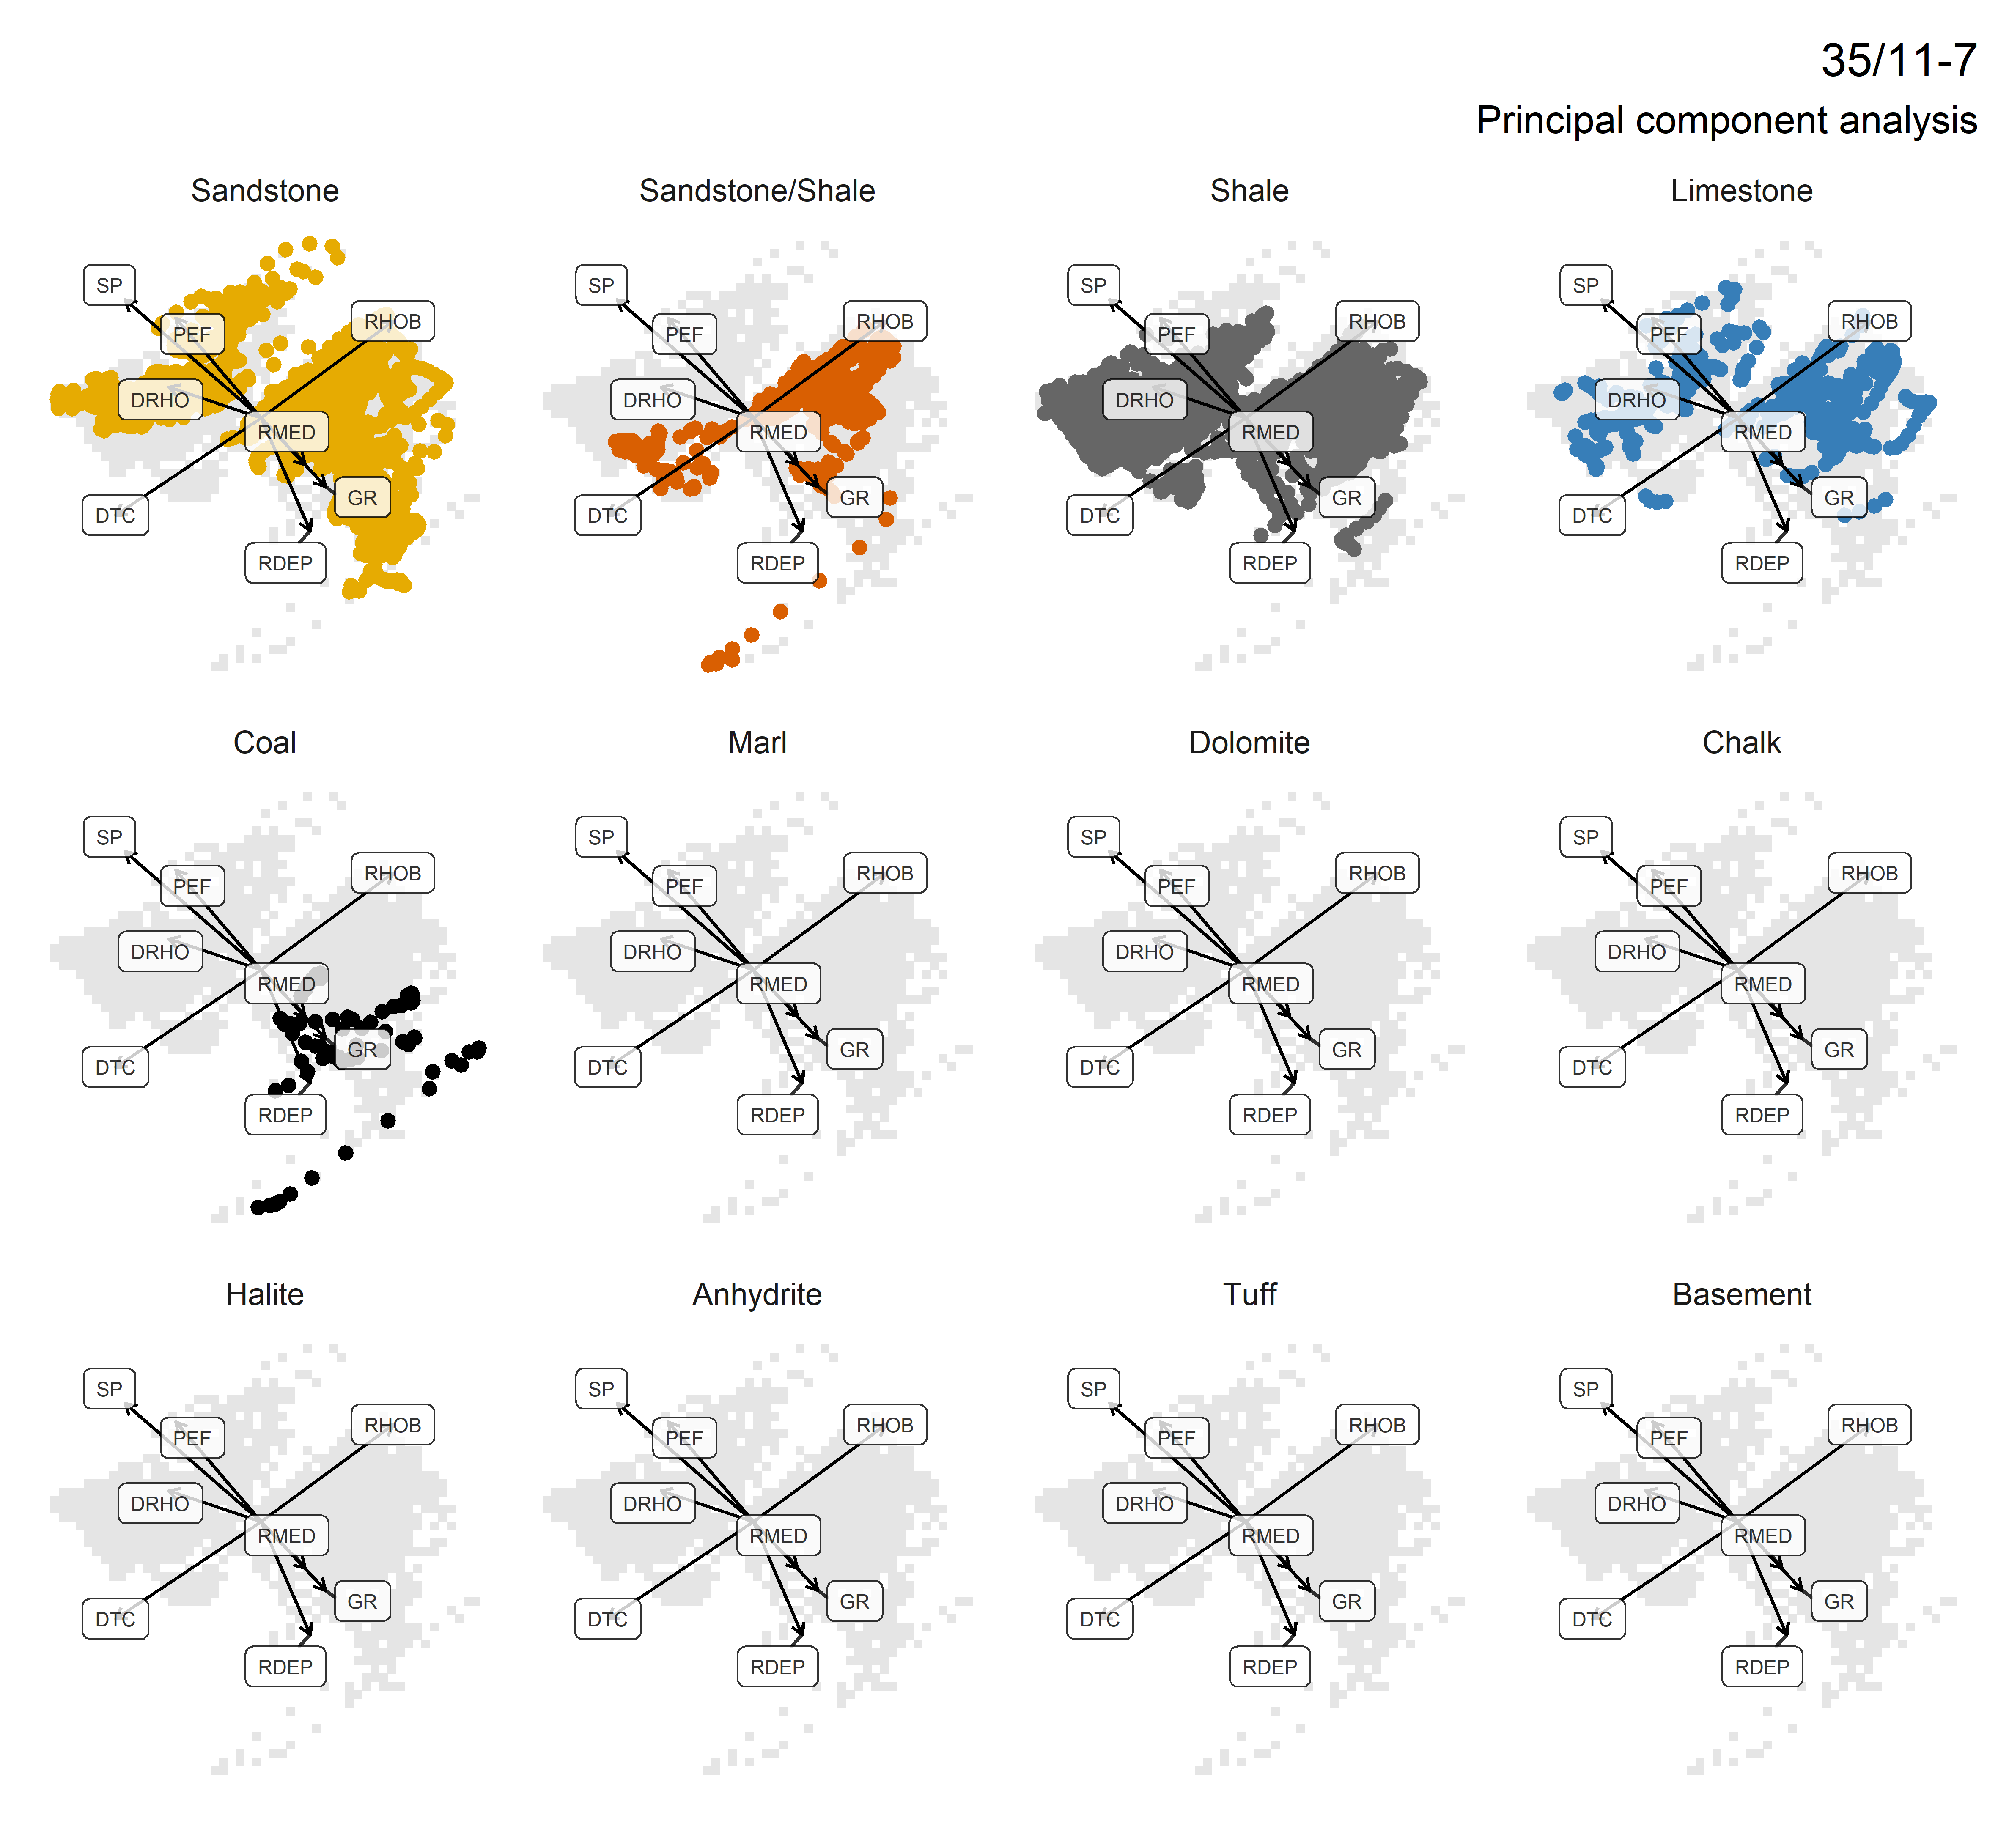 35/11-7
Principal component analysis
Sandstone
Sandstone/Shale
Shale
Limestone
SP
PEF
RHOB
DRHO
RMED
GR
DTC
RDEP
SP
PEF
RHOB
DRHO
RMED
GR
DTC
RDEP
SP
PEF
RHOB
DRHO
RMED
GR
DTC
RDEP
SP
PEF
RHOB
DRHO
RMED
GR
DTC
RDEP
Coal
Marl
Dolomite
Chalk
SP
PEF
RHOB
DRHO
RMED
GR
DTC
RDEP
SP
PEF
RHOB
DRHO
RMED
GR
DTC
RDEP
SP
PEF
RHOB
DRHO
RMED
GR
DTC
RDEP
SP
PEF
RHOB
DRHO
RMED
GR
DTC
RDEP
Halite
Anhydrite
Tuff
Basement
SP
PEF
RHOB
DRHO
RMED
GR
DTC
RDEP
SP
PEF
RHOB
DRHO
RMED
GR
DTC
RDEP
SP
PEF
RHOB
DRHO
RMED
GR
DTC
RDEP
SP
PEF
RHOB
DRHO
RMED
GR
DTC
RDEP